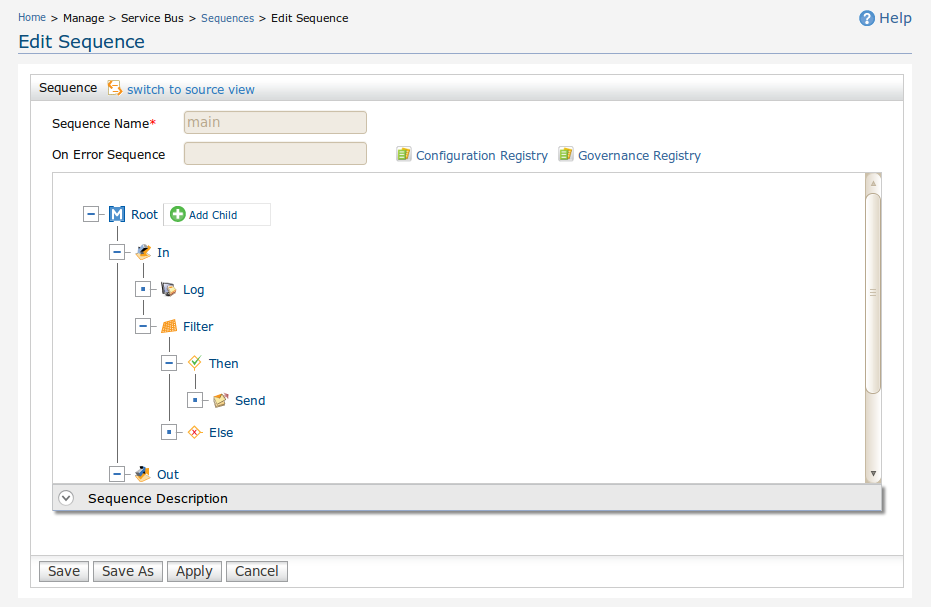 Home > Manage > Service Bus > Sequences > Edit Sequence
Help
Edit Sequence
Sequence switch to source view
Sequence Name* main
On Error Sequence Configuration Registry Governance Registry
Root Add Child
In
Log
Filter
Then
Send
Else
Out
Sequence Description
Save Save As Apply Cancel